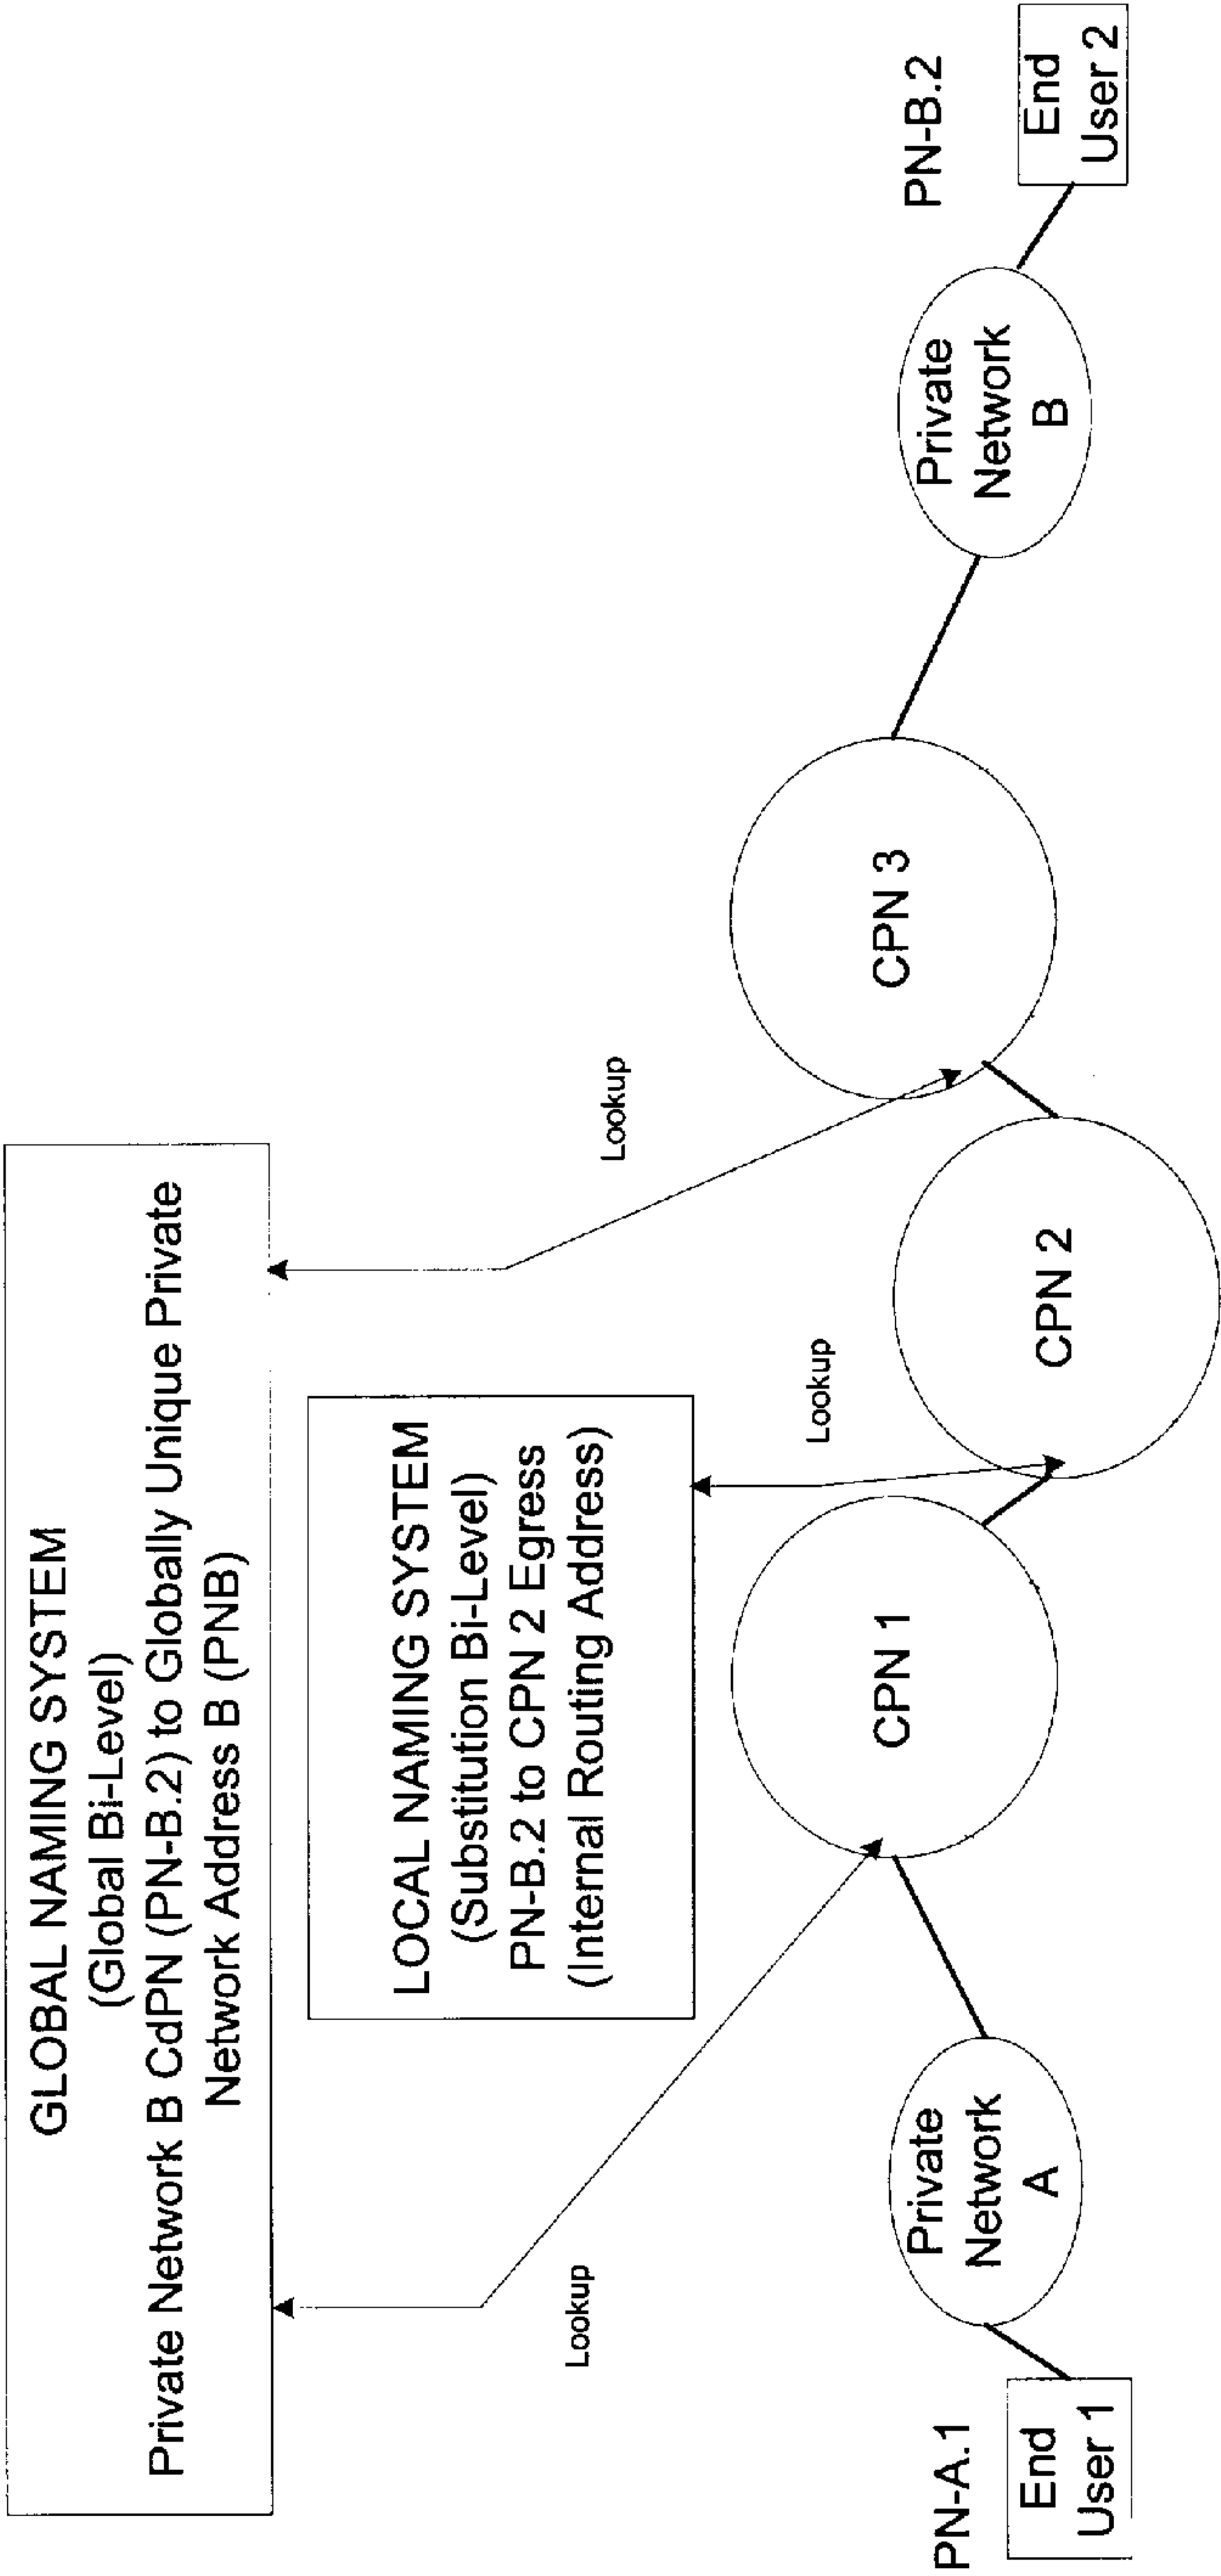 GLOBAL NAMING SYSTEM
(Global Bi-Level)
Private Network B CdPN (PN-B.2) to Globally Unique Private
Network Address B (PNB)
LOCAL NAMING SYSTEM
(Substitution Bi-Level)
PN-B.2 to CPN 2 Egress
(Internal Routing Address)
Lookup
Lookup
Lookup
PN-A.1
End
User 1
Private
Network
A
CPN 1
CPN 2
CPN 3
Private
Network
B
PN-B.2
End
User 2